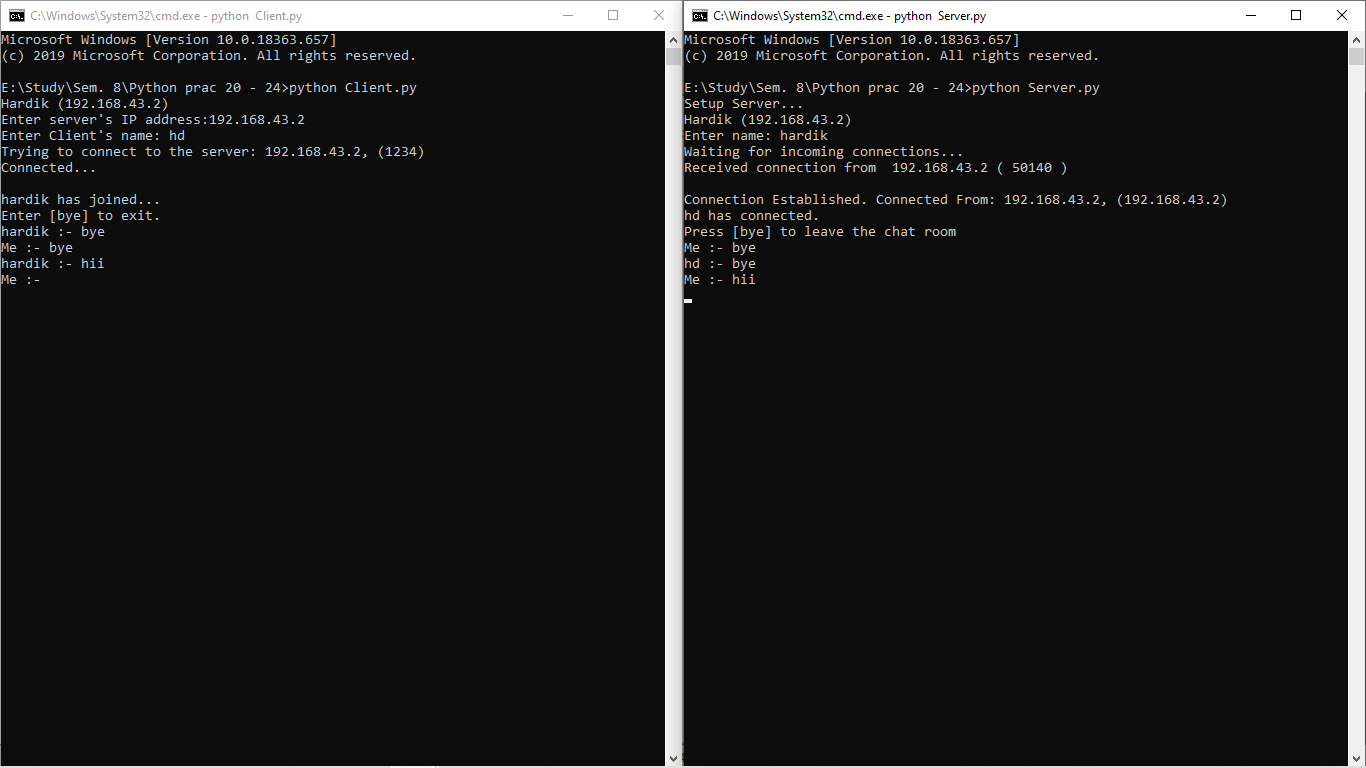 C:\Windows\System32\cmd.exe - python  Client.py
Microsoft Windows [Version 10.0.18363.657]
(c) 2019 Microsoft Corporation. All rights reserved.
E:\Study\Sem. 8\Python prac 20 - 24>python Client.py
Hardik (192.168.43.2)
Enter server's IP address:192.168.43.2
Enter Client's name: hd
Trying to connect to the server: 192.168.43.2, (1234)
Connected...
hardik has joined...
Enter [bye] to exit.
hardik :- bye
Me :- bye
hardik :- hii
Me :-
C:\Windows\System32\cmd.exe - python  Server.py
Microsoft Windows [Version 10.0.18363.657]
(c) 2019 Microsoft Corporation. All rights reserved.
E:\Study\Sem. 8\Python prac 20 - 24>python Server.py
Setup Server...
Hardik (192.168.43.2)
Enter name: hardik
Waiting for incoming connections...
Received connection from  192.168.43.2 ( 50140 )
Connection Established. Connected From: 192.168.43.2, (192.168.43.2)
hd has connected.
Press [bye] to leave the chat room
Me :- bye
hd :- bye
Me :- hii